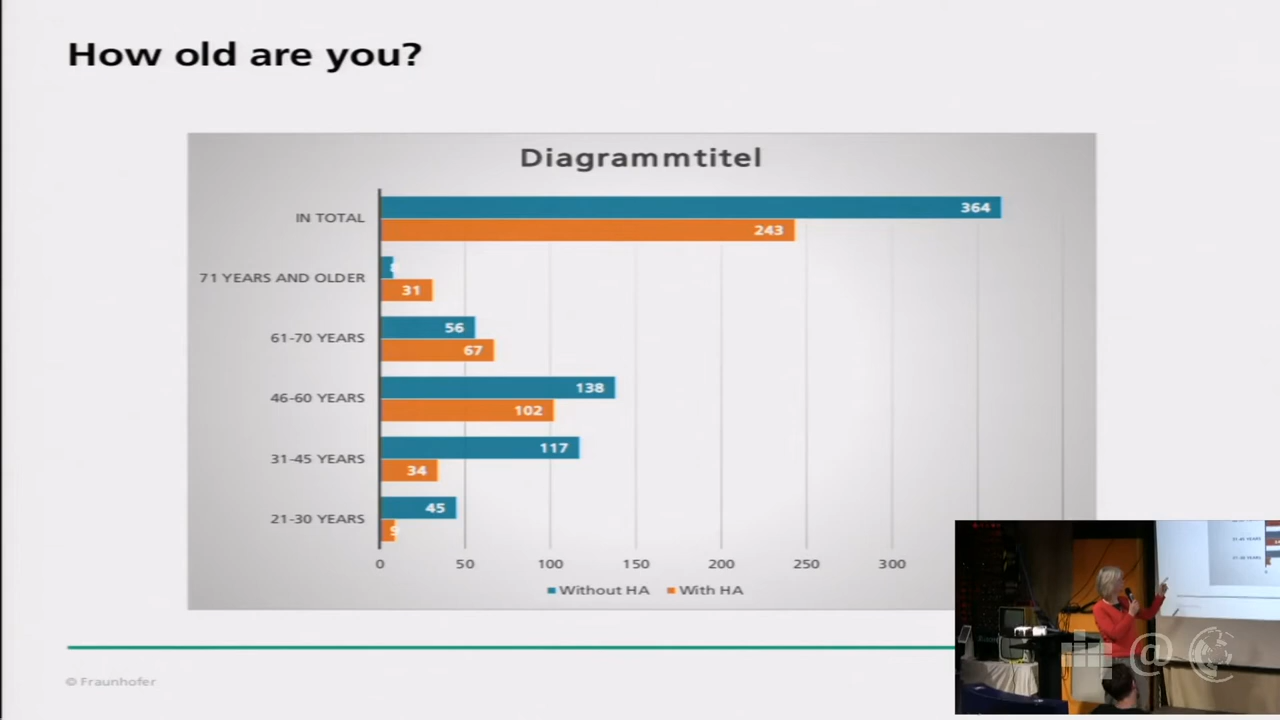 How old are you?
Diagrammtitel
IN TOTAL
364
243
71 YEARS AND OLDER
31
61-70 YEARS
56
67
46-60 YEARS
138
102
31-45 YEARS
117
34
21-30 YEARS
45
9
0 50 100 150 200 250 300
Without HA With HA
© Fraunhofer
@